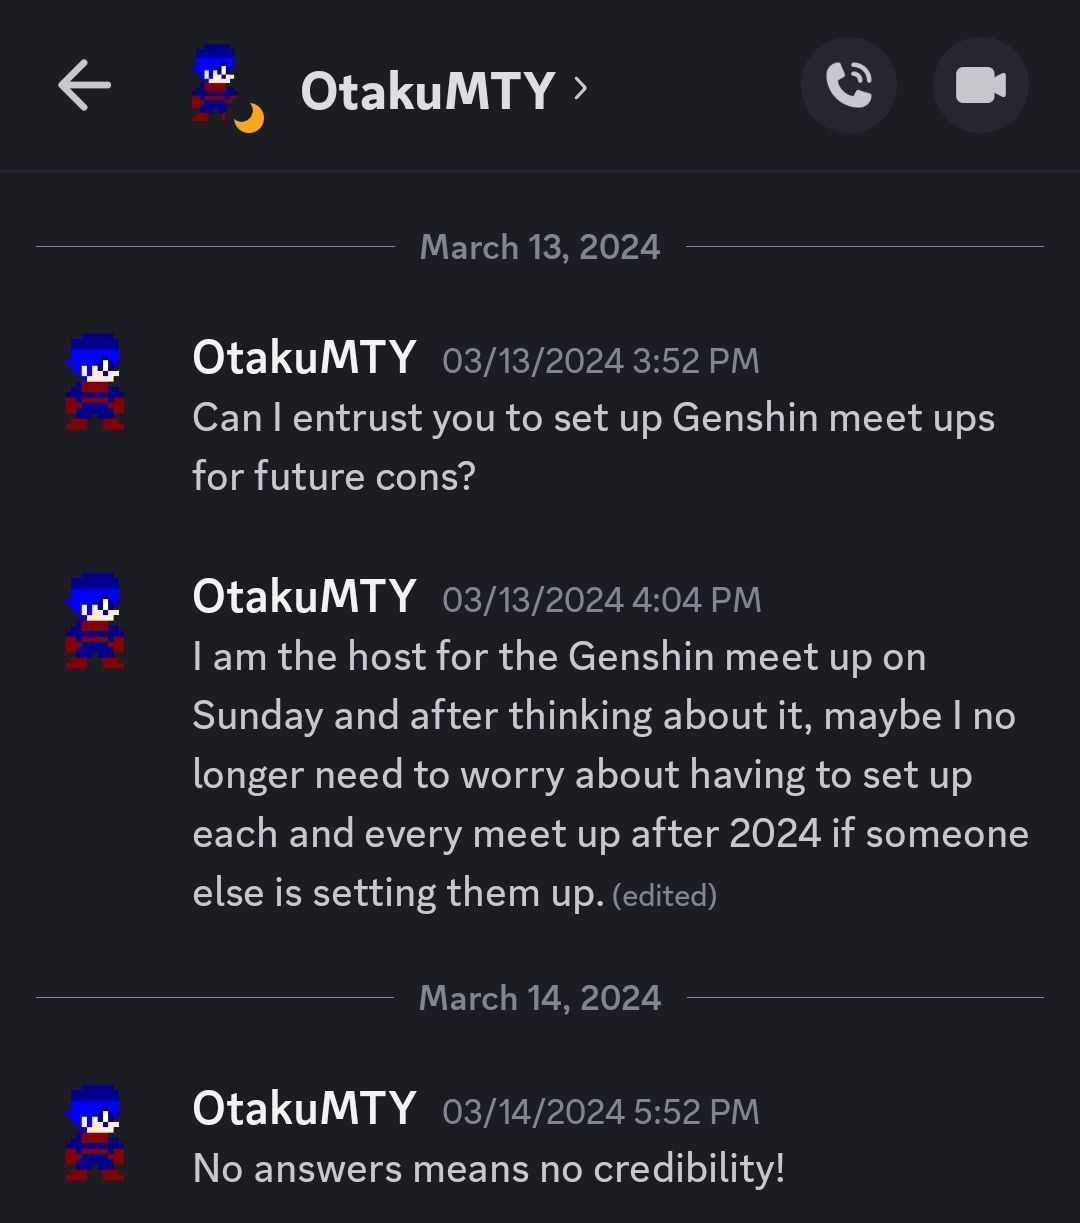 OtakuMTY
March 13, 2024
OtakuMTY 03/13/2024 3:52 PM
Can I entrust you to set up Genshin meet ups
for future cons?
OtakuMTY 03/13/2024 4:04 PM
I am the host for the Genshin meet up on
Sunday and after thinking about it, maybe I no
longer need to worry about having to set up
each and every meet up after 2024 if someone
else is setting them up. (edited)
March 14, 2024
OtakuMTY 03/14/2024 5:52 PM
No answers means no credibility!